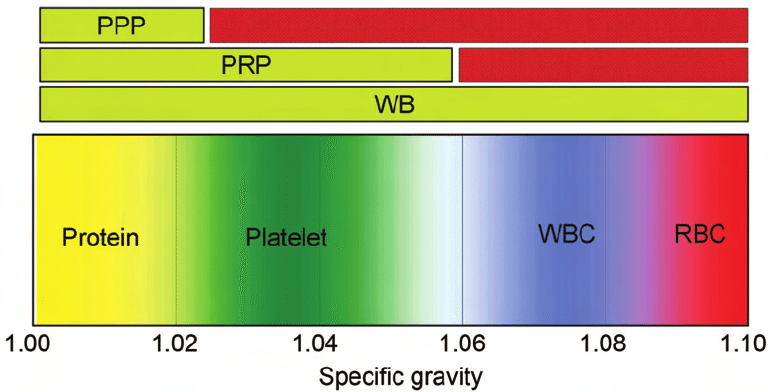 PPP
PRP
WB
Protein Platelet WBC RBC
1.00 1.02 1.04 1.06 1.08 1.10
Specific gravity